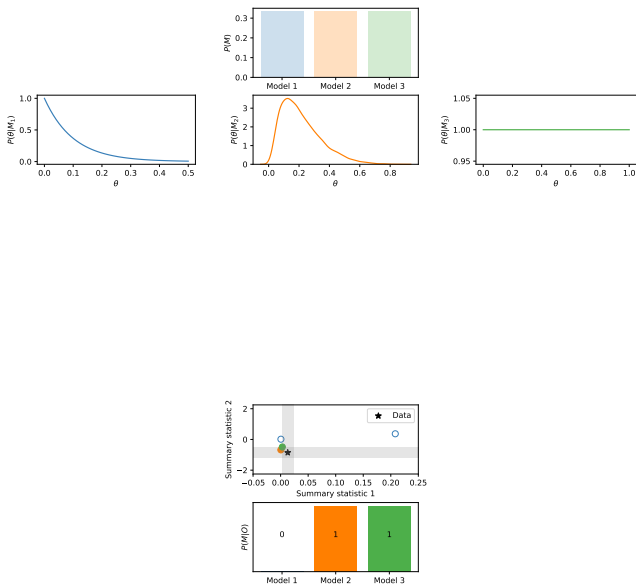 P(M)
0.3
0.2
0.1
0.0
Model 1 Model 2 Model 3
P(θ|M1)
1.0
0.5
0.0
0.0 0.1 0.2 0.3 0.4 0.5
θ
P(θ|M2)
3
2
1
0
0.0 0.2 0.4 0.6 0.8
θ
P(θ|M3)
1.05
1.00
0.95
0.0 0.2 0.4 0.6 0.8 1.0
θ
Summary statistic 2
2
0
−2
Data
−0.05 0.00 0.05 0.10 0.15 0.20 0.25
Summary statistic 1
P(M|O)
0 1 1
Model 1 Model 2 Model 3